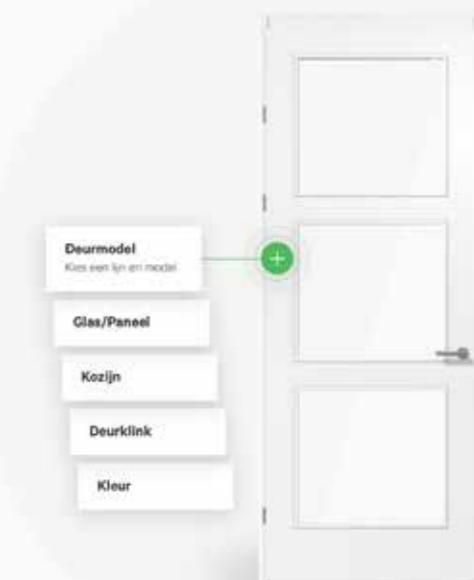 Deurmodel
Kies een lijn en model
Glas/Paneel
Kozijn
Deurklink
Kleur